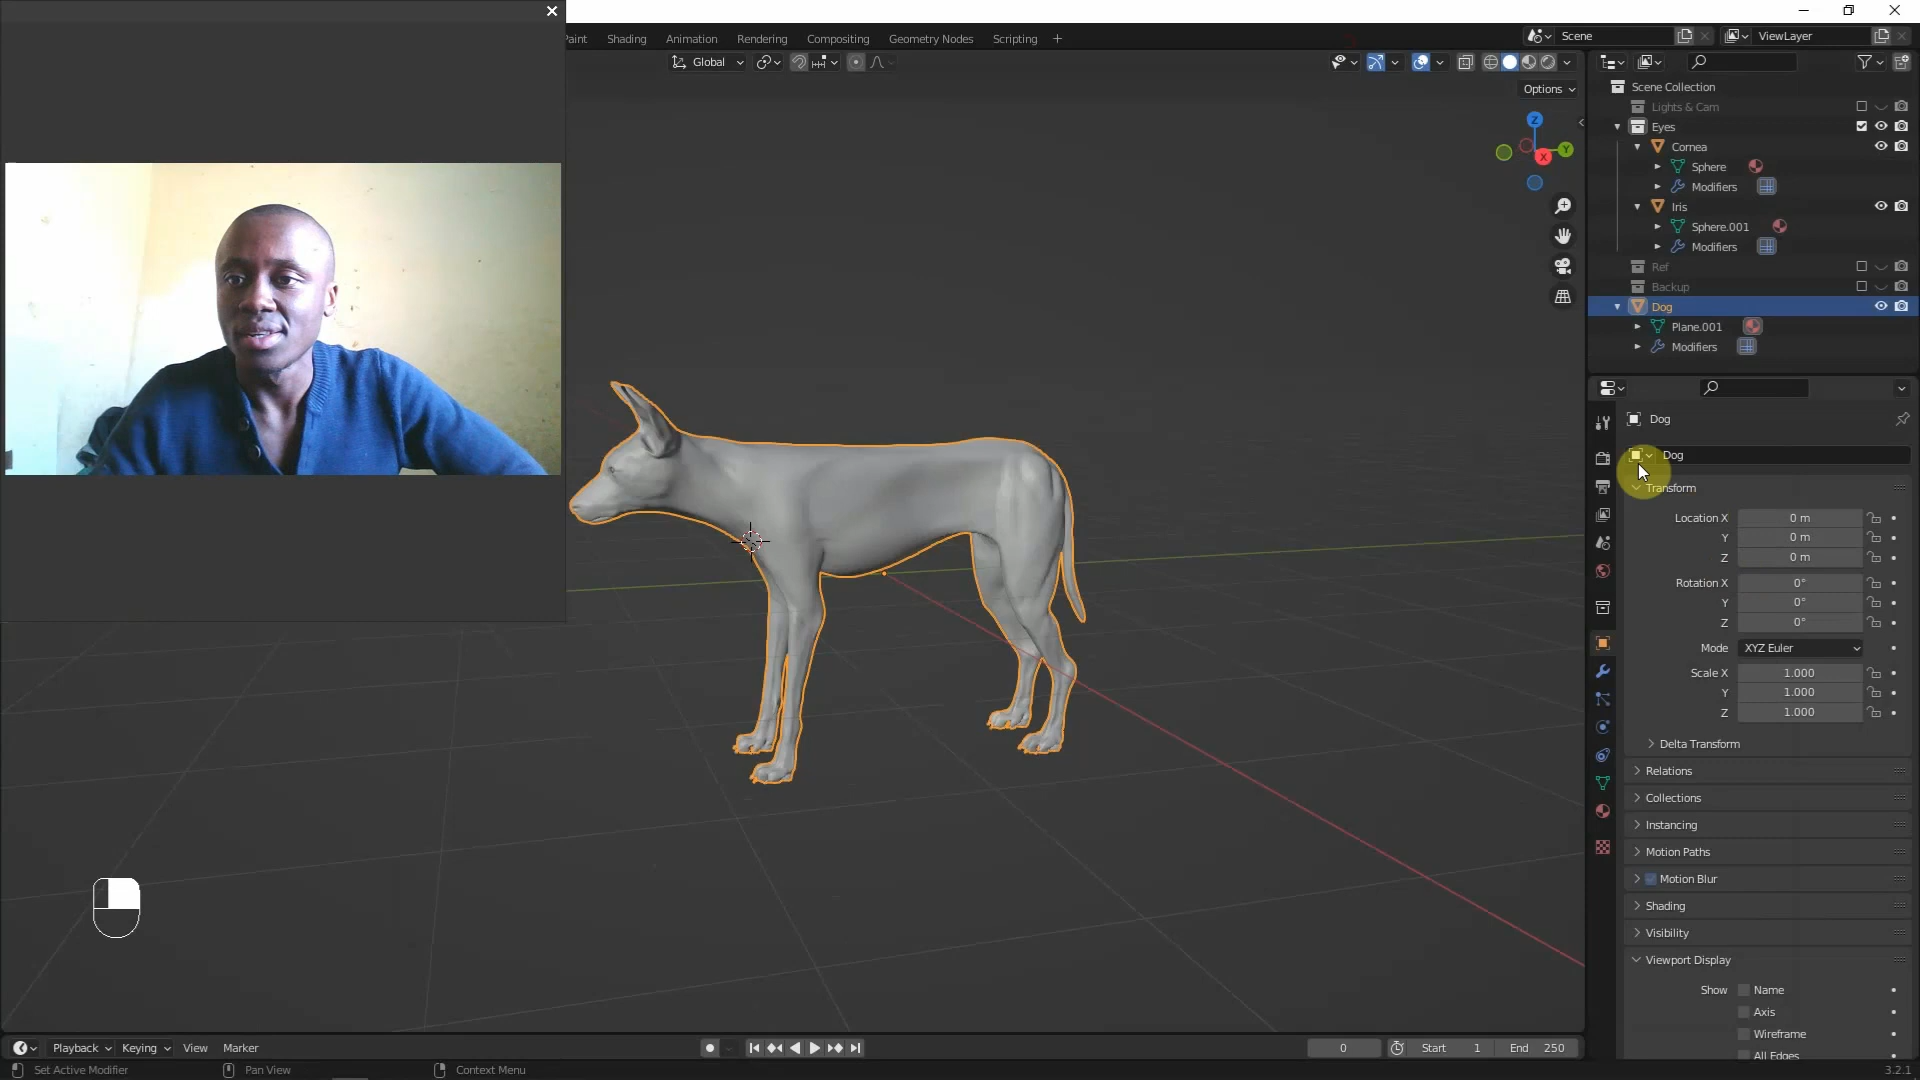 Paint Shading Animation Rendering Compositing Geometry Nodes Scripting +
Scene ViewLayer
Global
Options
Z
Y
X
Scene Collection
Lights & Cam
Eyes
Cornea
Sphere
Modifiers
Iris
Sphere.001
Modifiers
Ref
Backup
Dog
Plane.001
Modifiers
Dog
Dog
Transform
Location X 0 m
Y 0 m
Z 0 m
Rotation X 0°
Y 0°
Z 0°
Mode XYZ Euler
Scale X 1.000
Y 1.000
Z 1.000
Delta Transform
Relations
Collections
Instancing
Motion Paths
Motion Blur
Shading
Visibility
Viewport Display
Show Name
Axis
Wireframe
All Edges
Playback Keying View Marker
0 Start 1 End 250
Set Active Modifier Pan View Context Menu 3.2.1